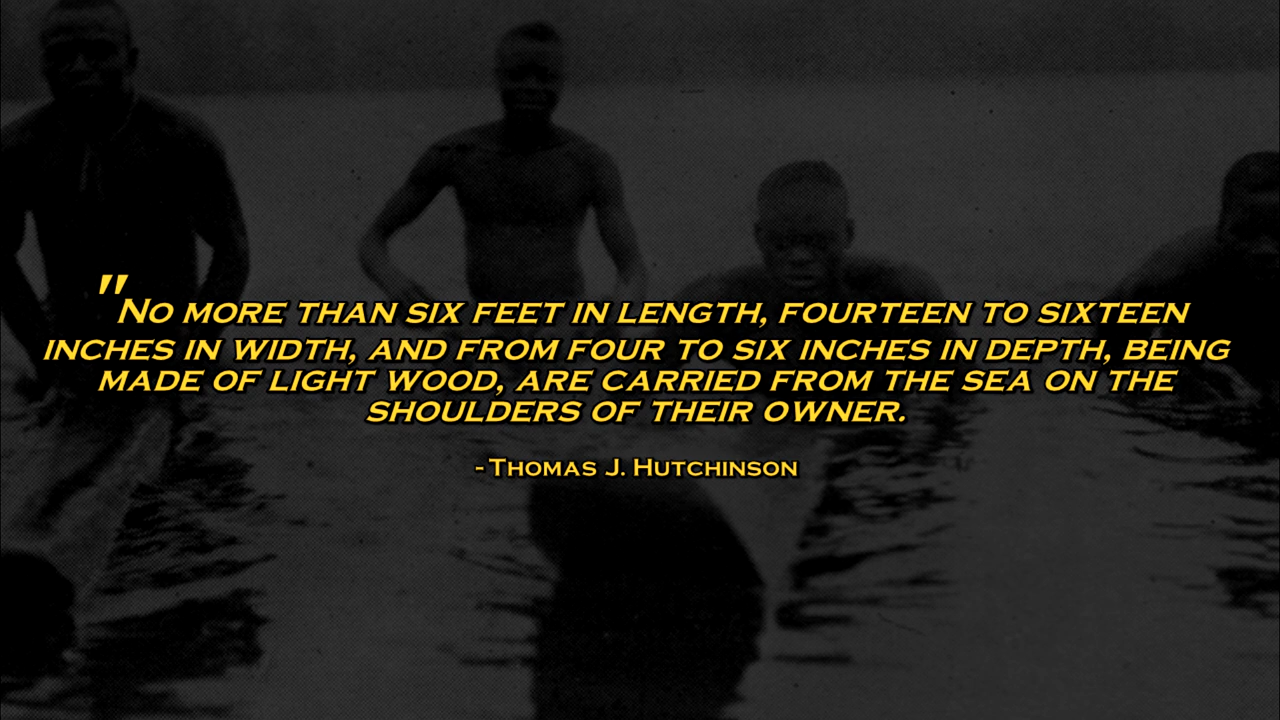 "No more than six feet in length, fourteen to sixteen
inches in width, and from four to six inches in depth, being
made of light wood, are carried from the sea on the
shoulders of their owner.
- Thomas J. Hutchinson